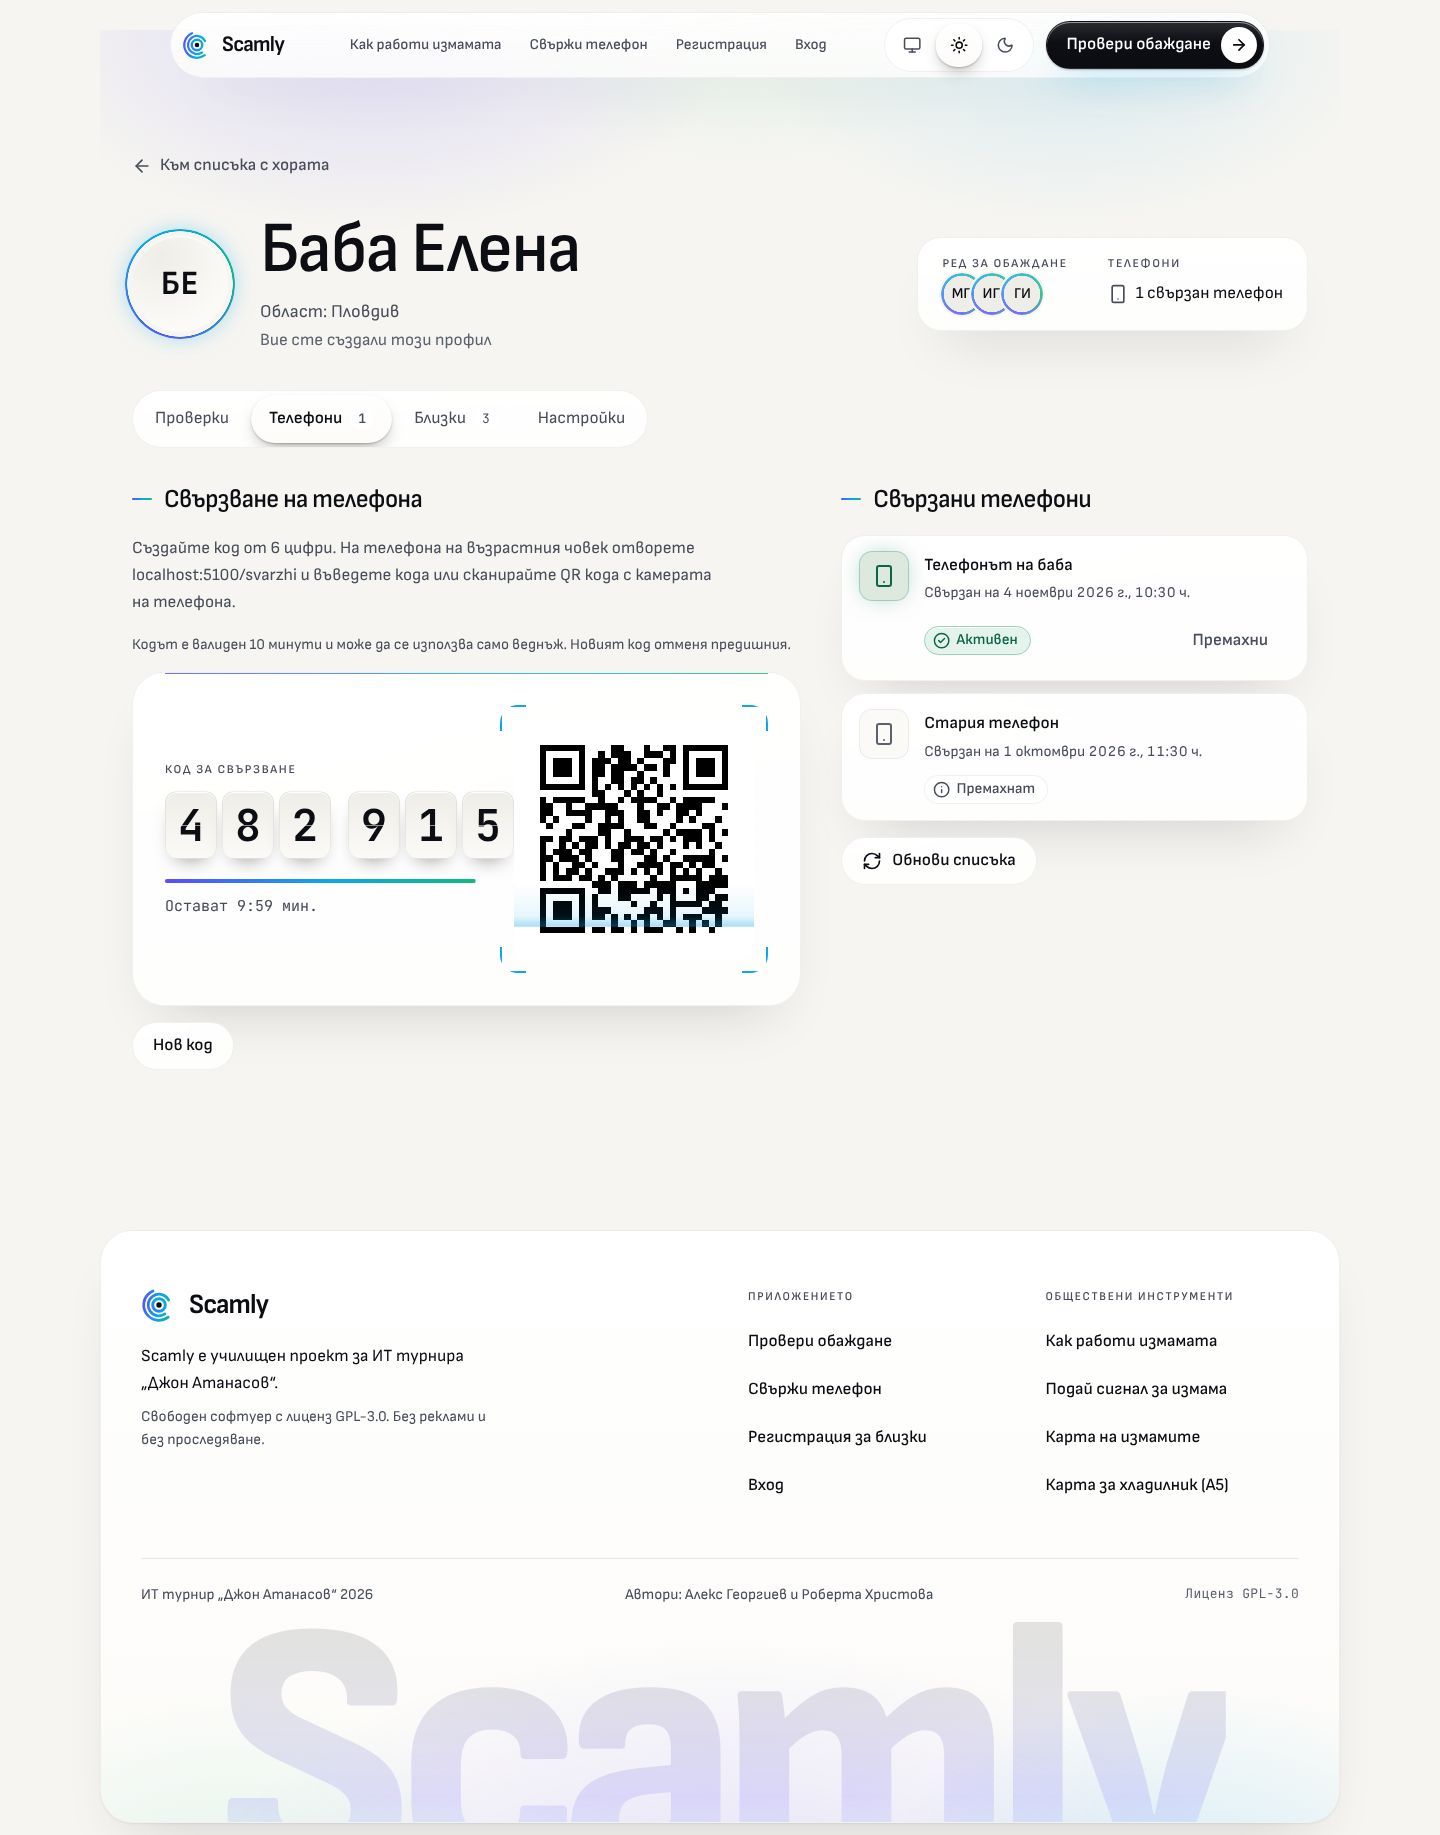 Scamly
Как работи измамата
Свържи телефон
Регистрация
Вход
Провери обаждане
Към списъка с хората
БЕ
Баба Елена
Област: Пловдив
Вие сте създали този профил
РЕД ЗА ОБАЖДАНЕ
МГ ИГ ГИ
ТЕЛЕФОНИ
1 свързан телефон
Проверки
Телефони 1
Близки 3
Настройки
Свързване на телефона
Създайте код от 6 цифри. На телефона на възрастния човек отворете
localhost:5100/svarzhi и въведете кода или сканирайте QR кода с камерата
на телефона.
Кодът е валиден 10 минути и може да се използва само веднъж. Новият код отменя предишния.
КОД ЗА СВЪРЗВАНЕ
4 8 2 9 1 5
Остават 9:59 мин.
Нов код
Свързани телефони
Телефонът на баба
Свързан на 4 ноември 2026 г., 10:30 ч.
Активен
Премахни
Стария телефон
Свързан на 1 октомври 2026 г., 11:30 ч.
Премахнат
Обнови списъка
Scamly
Scamly е училищен проект за ИТ турнира
„Джон Атанасов“.
Свободен софтуер с лиценз GPL-3.0. Без реклами и
без проследяване.
ПРИЛОЖЕНИЕТО
Провери обаждане
Свържи телефон
Регистрация за близки
Вход
ОБЩЕСТВЕНИ ИНСТРУМЕНТИ
Как работи измамата
Подай сигнал за измама
Карта на измамите
Карта за хладилник (А5)
ИТ турнир „Джон Атанасов“ 2026
Автори: Алекс Георгиев и Роберта Христова
Лиценз GPL-3.0
Scamly